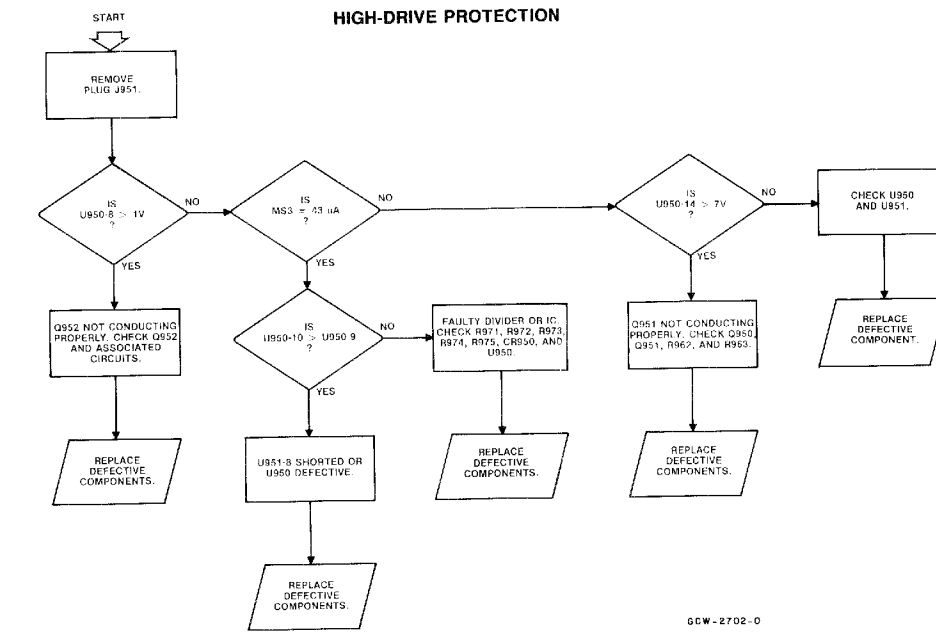 HIGH-DRIVE PROTECTION
START
REMOVE
PLUG J951.
IS
U950-8 > 1V
?
NO
YES
IS
MS3 = 43 uA
?
NO
YES
IS
U950-14 > 7V
?
NO
YES
CHECK U950
AND U951.
Q952 NOT CONDUCTING
PROPERLY. CHECK Q952
AND ASSOCIATED
CIRCUITS.
IS
U950-10 > U950 9
?
NO
YES
FAULTY DIVIDER OR IC.
CHECK R971, R972, R973,
R974, R975, CR950, AND
U950.
Q951 NOT CONDUCTING
PROPERLY. CHECK Q950,
Q951, R962, AND R963.
REPLACE
DEFECTIVE
COMPONENT.
REPLACE
DEFECTIVE
COMPONENTS.
U951-8 SHORTED OR
U950 DEFECTIVE.
REPLACE
DEFECTIVE
COMPONENTS.
REPLACE
DEFECTIVE
COMPONENTS.
REPLACE
DEFECTIVE
COMPONENTS.
GCW-2702-0